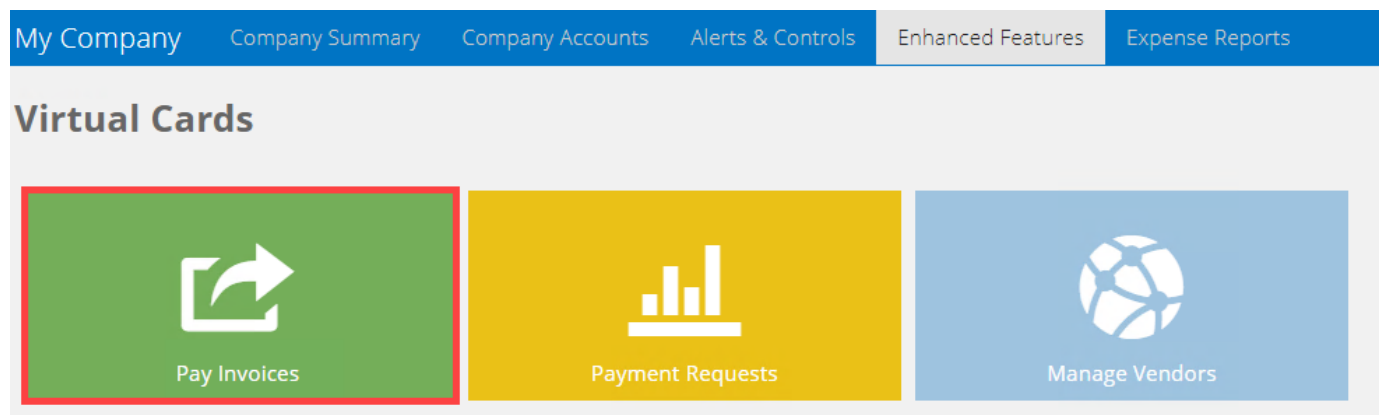 My Company Company Summary Company Accounts Alerts & Controls Enhanced Features Expense Reports
Virtual Cards
Pay Invoices Payment Requests Manage Vendors